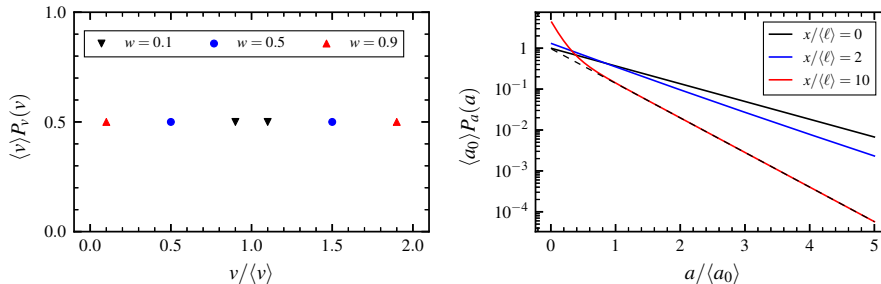 1.0
0.5
0.0
0.0 0.5 1.0 1.5 2.0
⟨v⟩P_v(v)
v/⟨v⟩
w = 0.1 w = 0.5 w = 0.9
10^1
1
10^{-1}
10^{-2}
10^{-3}
10^{-4}
0 1 2 3 4 5
⟨a_0⟩P_a(a)
a/⟨a_0⟩
x/⟨ℓ⟩ = 0
x/⟨ℓ⟩ = 2
x/⟨ℓ⟩ = 10